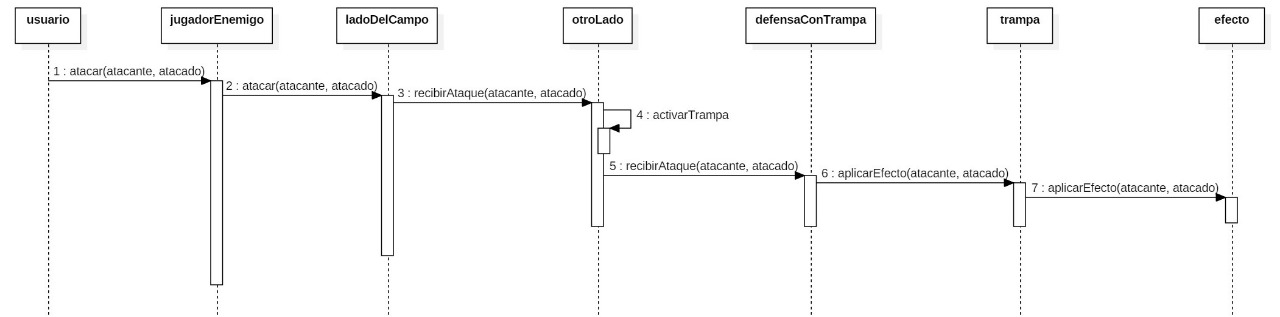 usuario
jugadorEnemigo
ladoDelCampo
otroLado
defensaConTrampa
trampa
efecto
1 : atacar(atacante, atacado)
2 : atacar(atacante, atacado)
3 : recibirAtaque(atacante, atacado)
4 : activarTrampa
5 : recibirAtaque(atacante, atacado)
6 : aplicarEfecto(atacante, atacado)
7 : aplicarEfecto(atacante, atacado)